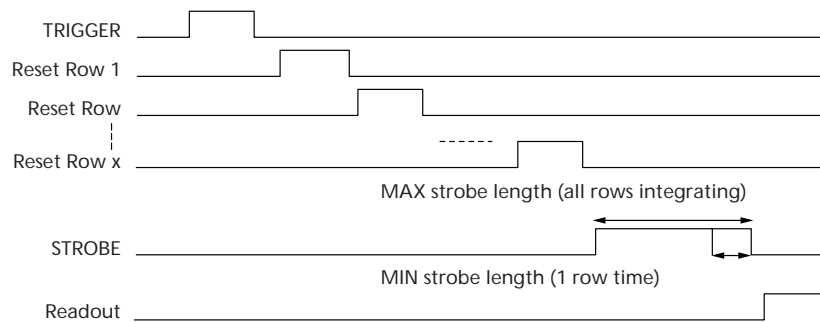 TRIGGER
Reset Row 1
Reset Row
Reset Row x
MAX strobe length (all rows integrating)
STROBE
MIN strobe length (1 row time)
Readout